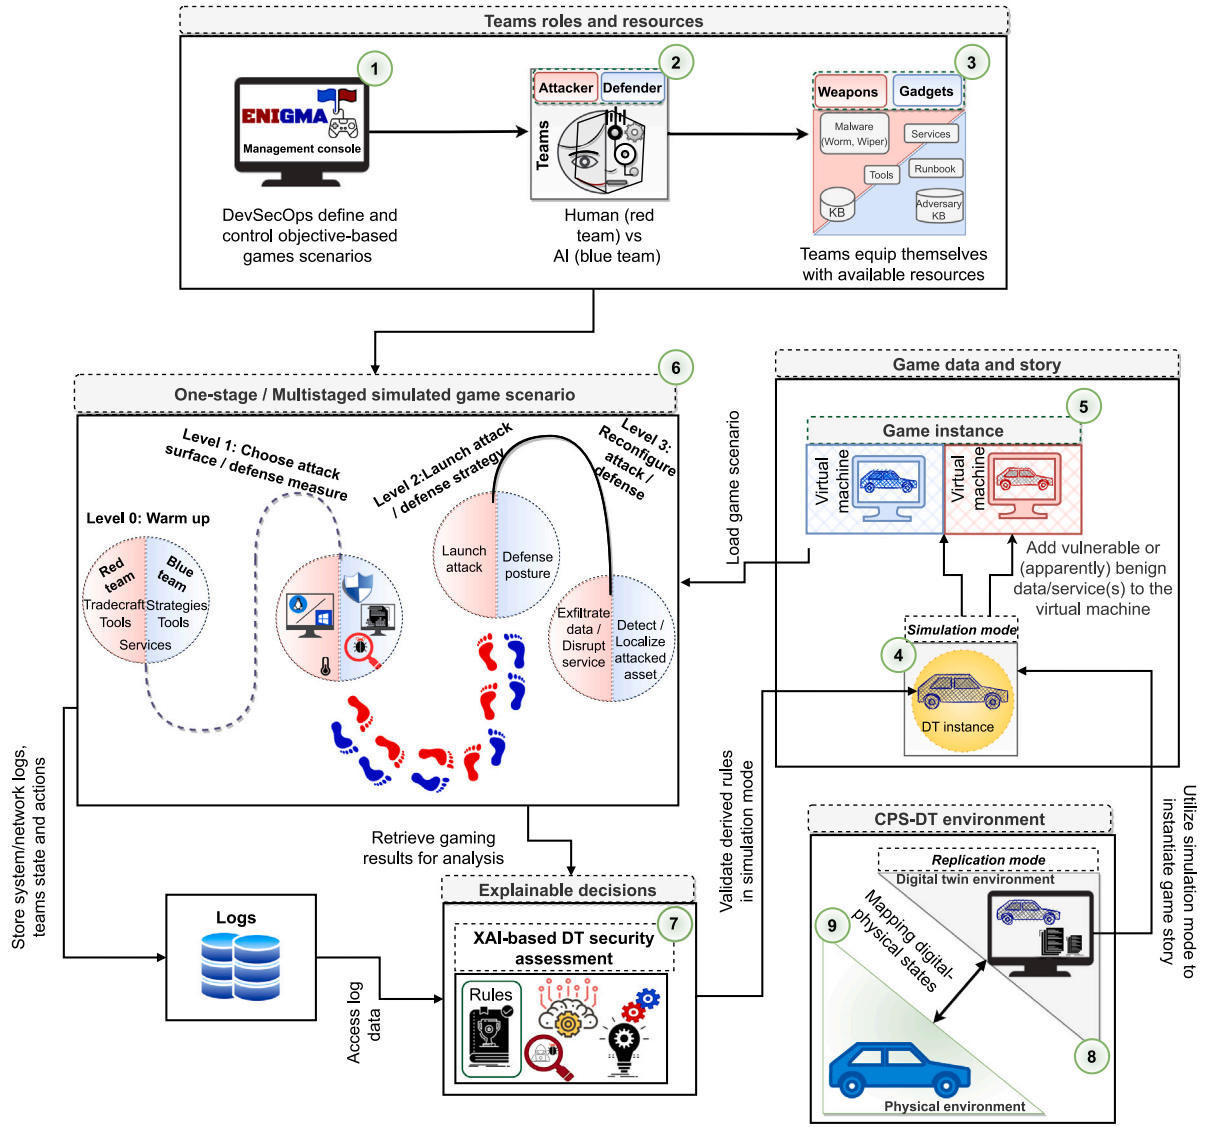 Teams roles and resources
1
ENIGMA
Management console
DevSecOps define and
control objective-based
games scenarios
2
Attacker
Defender
Teams
Human (red
team) vs
AI (blue team)
3
Weapons
Gadgets
Malware
(Worm, Wiper)
Services
Tools
Runbook
KB
Adversary
KB
Teams equip themselves
with available resources
6
One-stage / Multistaged simulated game scenario
Level 0: Warm up
Red
team
Blue
team
Tradecraft
Tools
Strategies
Tools
Services
Level 1: Choose attack
surface / defense measure
Level 2:Launch attack
/ defense strategy
Launch
attack
Defense
posture
Level 3:
Reconfigure
attack /
defense
Exfiltrate
data /
Disrupt
service
Detect /
Localize
attacked
asset
Load game scenario
Game data and story
5
Game instance
Virtual
machine
Virtual
machine
Add vulnerable or
(apparently) benign
data/service(s) to the
virtual machine
Simulation mode
4
DT instance
Store system/network logs,
teams state and actions
Retrieve gaming
results for analysis
Validate derived rules
in simulation mode
Utilize simulation mode to
instantiate game
story
Logs
Access log
data
Explainable decisions
7
XAI-based DT security
assessment
Rules
CPS-DT environment
Replication mode
Digital twin environment
9
Mapping digital-
physical states
8
Physical environment